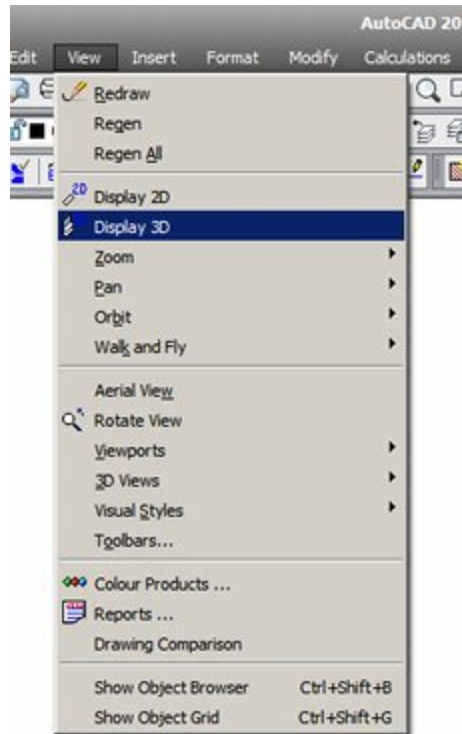 AutoCAD 20
Edit View Insert Format Modify Calculations
Redraw
Regen
Regen All
2D Display 2D
Display 3D
Zoom
Pan
Orbit
Walk and Fly
Aerial View
Rotate View
Viewports
3D Views
Visual Styles
Toolbars...
Colour Products ...
Reports ...
Drawing Comparison
Show Object Browser Ctrl+Shift+B
Show Object Grid Ctrl+Shift+G